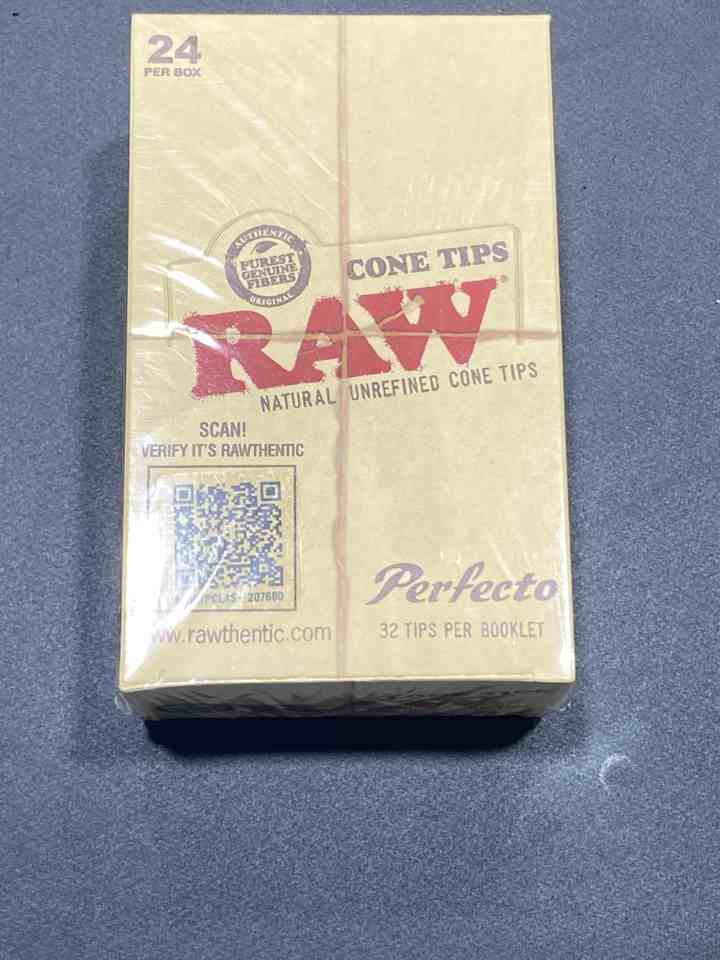 24
PER BOX
AUTHENTIC
PUREST
GENUINE
FIBERS
ORIGINAL
CONE TIPS
RAW®
NATURAL UNREFINED CONE TIPS
SCAN!
VERIFY IT'S RAWTHENTIC
207680
www.rawthentic.com
Perfecto
32 TIPS PER BOOKLET